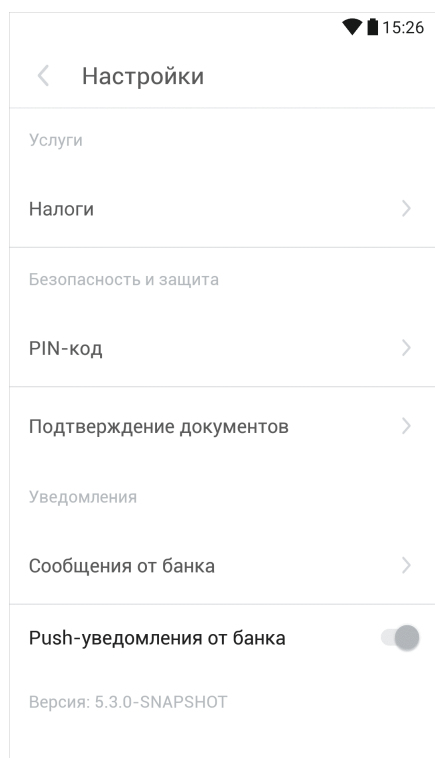 15:26
Настройки
Услуги
Налоги
Безопасность и защита
PIN-код
Подтверждение документов
Уведомления
Сообщения от банка
Push-уведомления от банка
Версия: 5.3.0-SNAPSHOT